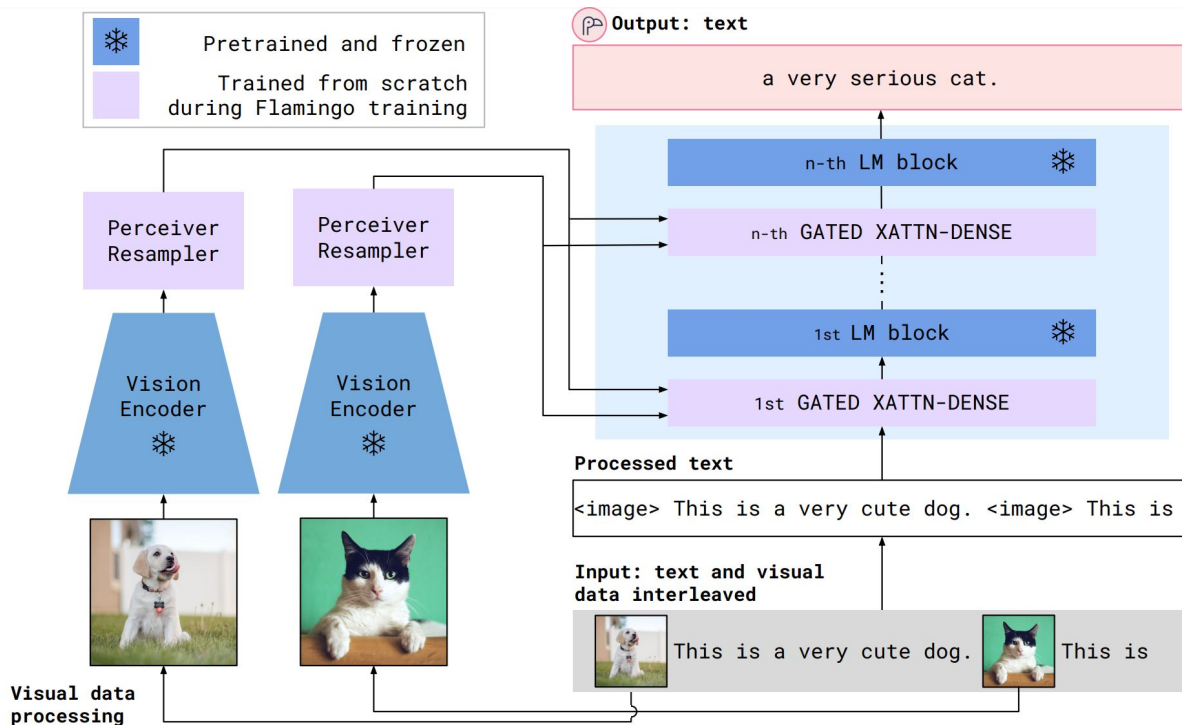 Pretrained and frozen
Trained from scratch
during Flamingo training
Output: text
a very serious cat.
n-th LM block
n-th GATED XATTN-DENSE
1st LM block
1st GATED XATTN-DENSE
Perceiver
Resampler
Perceiver
Resampler
Vision
Encoder
Vision
Encoder
Processed text
<image> This is a very cute dog. <image> This is
Input: text and visual
data interleaved
This is a very cute dog. This is
Visual data
processing